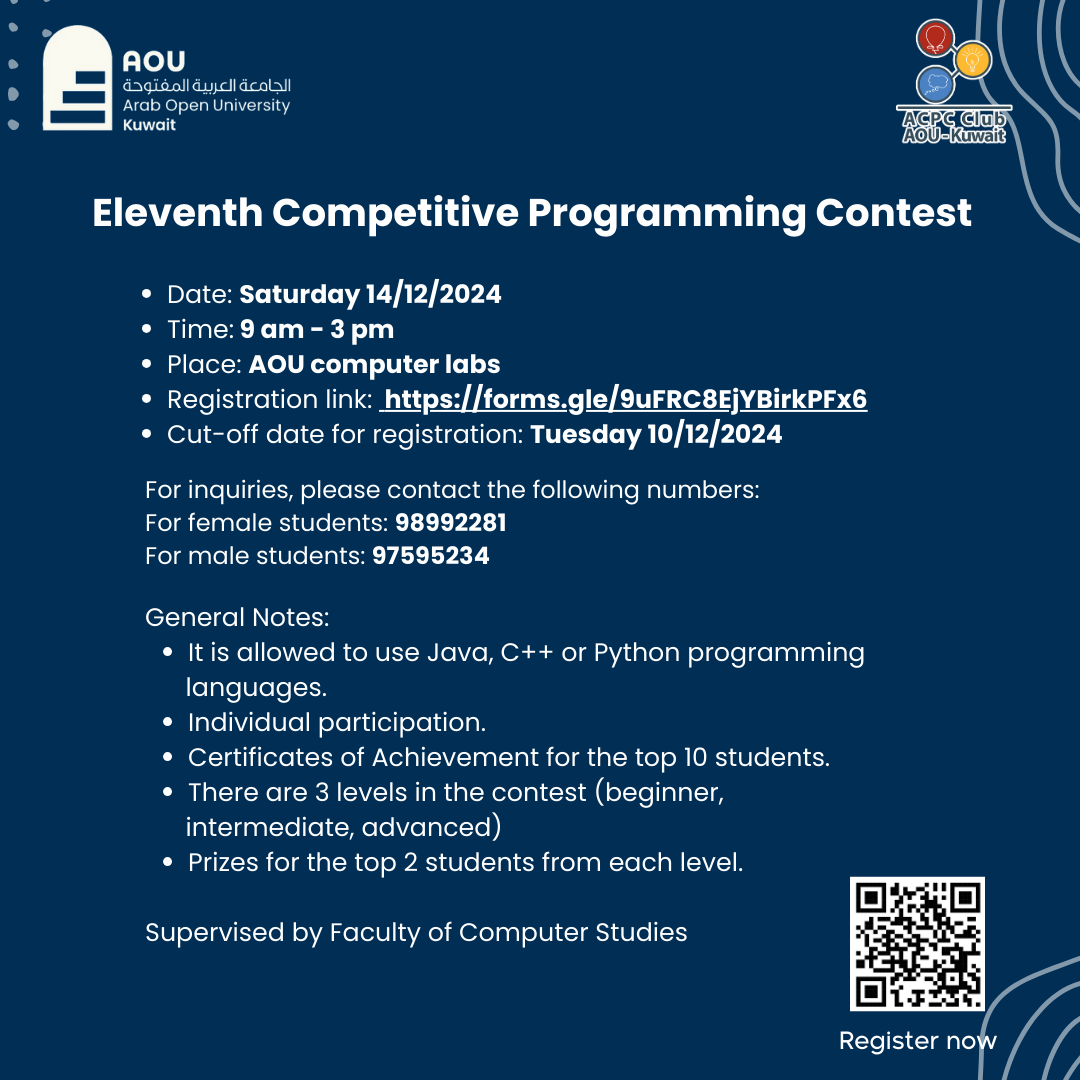 AOU
الجامعة العربية المفتوحة
Arab Open University
Kuwait
ACPC Club
AOU-Kuwait
Eleventh Competitive Programming Contest
• Date: Saturday 14/12/2024
• Time: 9 am - 3 pm
• Place: AOU computer labs
• Registration link: https://forms.gle/9uFRC8EjYBirkPFx6
• Cut-off date for registration: Tuesday 10/12/2024
For inquiries, please contact the following numbers:
For female students: 98992281
For male students: 97595234
General Notes:
• It is allowed to use Java, C++ or Python programming
languages.
• Individual participation.
• Certificates of Achievement for the top 10 students.
• There are 3 levels in the contest (beginner,
intermediate, advanced)
• Prizes for the top 2 students from each level.
Supervised by Faculty of Computer Studies
Register now